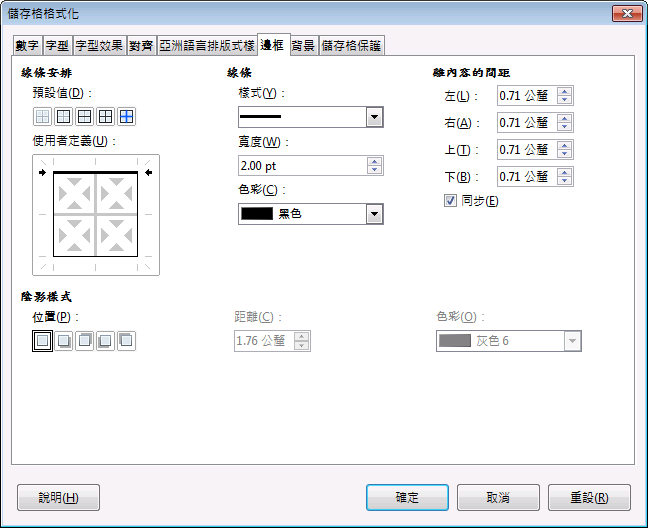 儲存格格式化
數字 字型 字型效果 對齊 亞洲語言排版式樣 邊框 背景 儲存格保護
線條安排 線條 離內容的間距
預設值(D)： 樣式(Y)： 左(L)： 0.71 公釐
右(A)： 0.71 公釐
使用者定義(U)： 寬度(W) 上(T)： 0.71 公釐
2.00 pt
下(B)： 0.71 公釐
色彩(C)： 同步(E)
黑色
陰影樣式
位置(P)： 距離(C)： 色彩(O)：
1.76 公釐 灰色 6
說明(H) 確定 取消 重設(R)